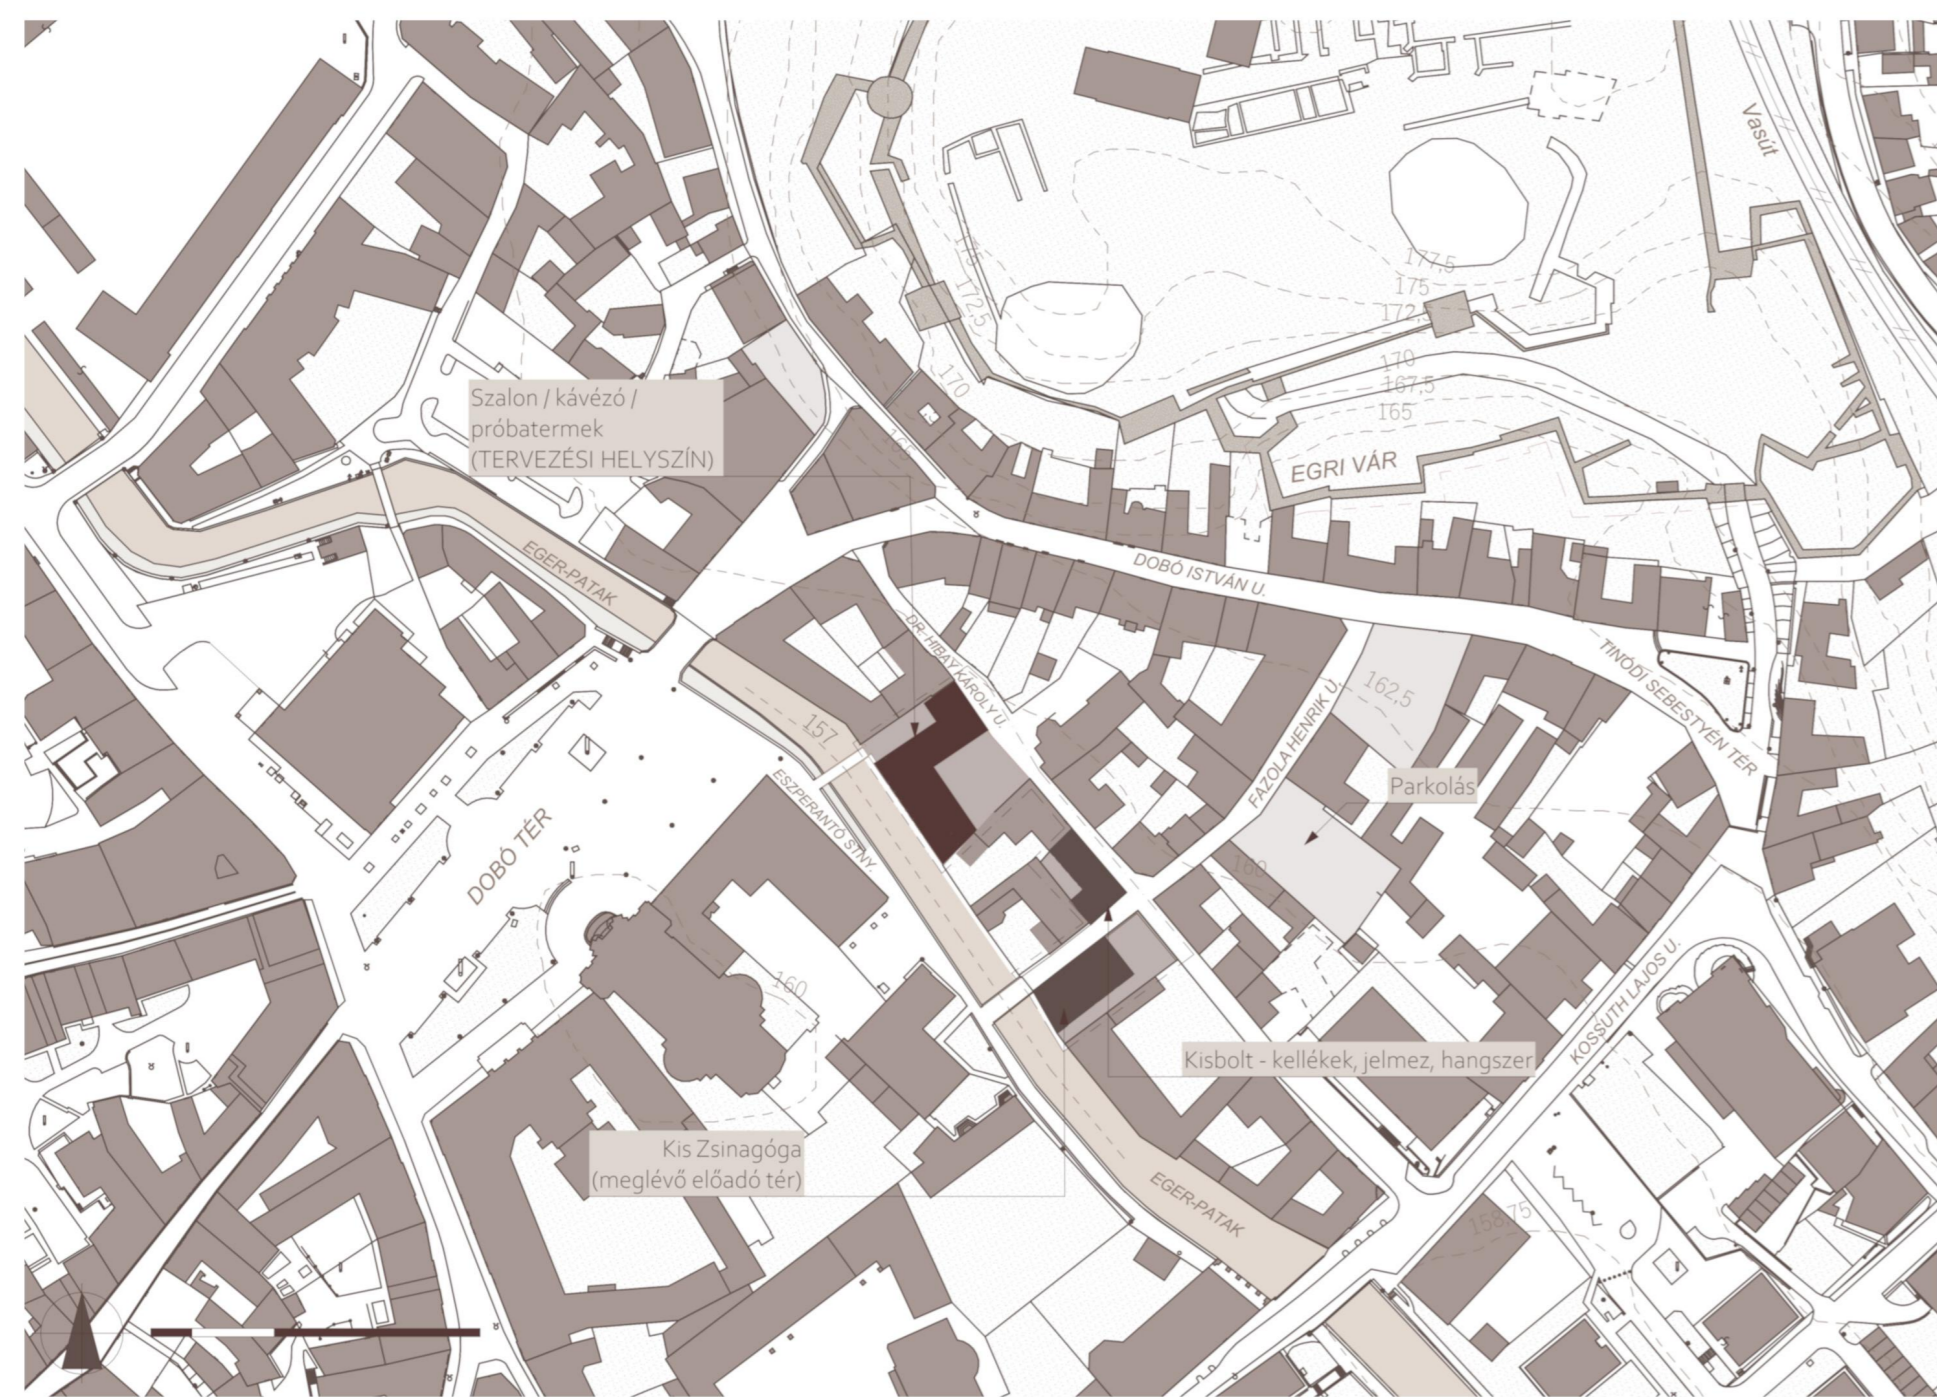 Vasút
177,5
175
172,5
175
172,5
170
170
167,5
165
Szalon / kávézó /
próbatermek
(TERVEZÉSI HELYSZÍN)
EGRI VÁR
EGER-PATAK
DOBÓ ISTVÁN U.
DR. HIBAY KÁROLY U.
TINÓDI SEBESTYÉN TÉR
162,5
FAZOLA HENRIK U.
157
ESZPERANTÓ STNY.
Parkolás
DOBÓ TÉR
160
160
KOSSUTH LAJOS U.
Kisbolt - kellékek, jelmez, hangszer
Kis Zsinagóga
(meglévő előadó tér)
EGER-PATAK
158,75